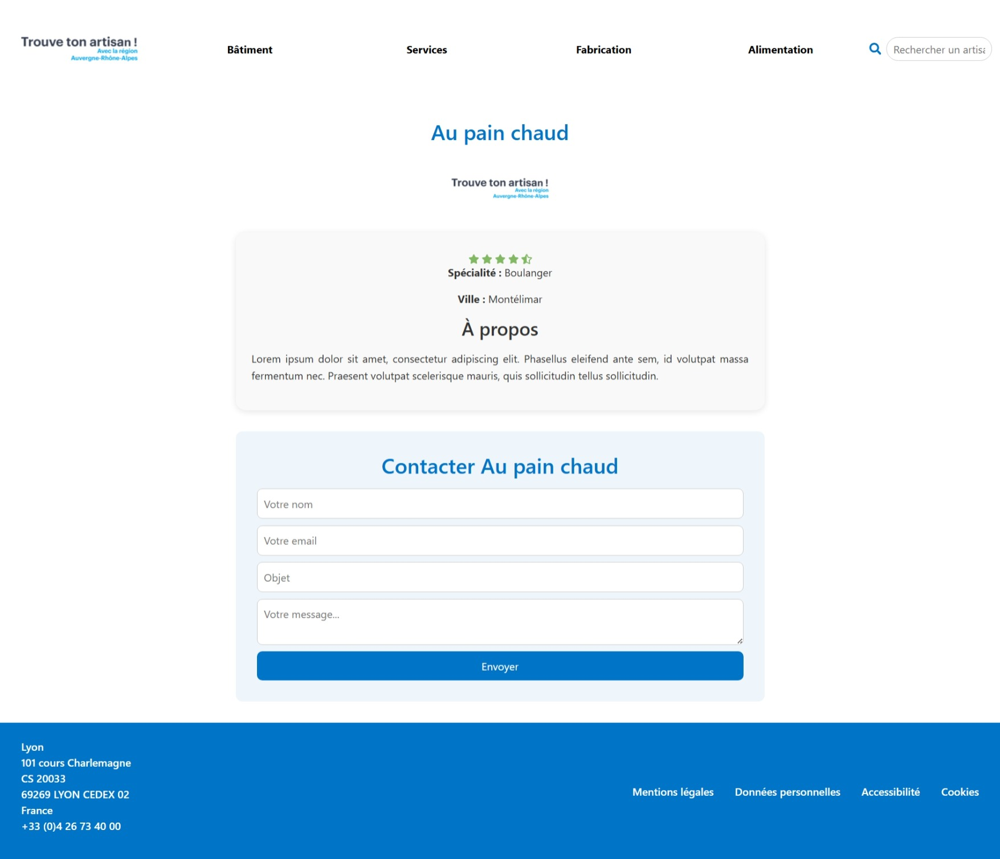 Trouve ton artisan !
Avec la région
Auvergne-Rhône-Alpes
Bâtiment
Services
Fabrication
Alimentation
Rechercher un artis
Au pain chaud
Trouve ton artisan !
Avec la région
Auvergne-Rhône-Alpes
Spécialité : Boulanger
Ville : Montélimar
À propos
Lorem ipsum dolor sit amet, consectetur adipiscing elit. Phasellus eleifend ante sem, id volutpat massa
fermentum nec. Praesent volutpat scelerisque mauris, quis sollicitudin tellus sollicitudin.
Contacter Au pain chaud
Votre nom
Votre email
Objet
Votre message...
Envoyer
Lyon
101 cours Charlemagne
CS 20033
69269 LYON CEDEX 02
France
+33 (0)4 26 73 40 00
Mentions légales
Données personnelles
Accessibilité
Cookies